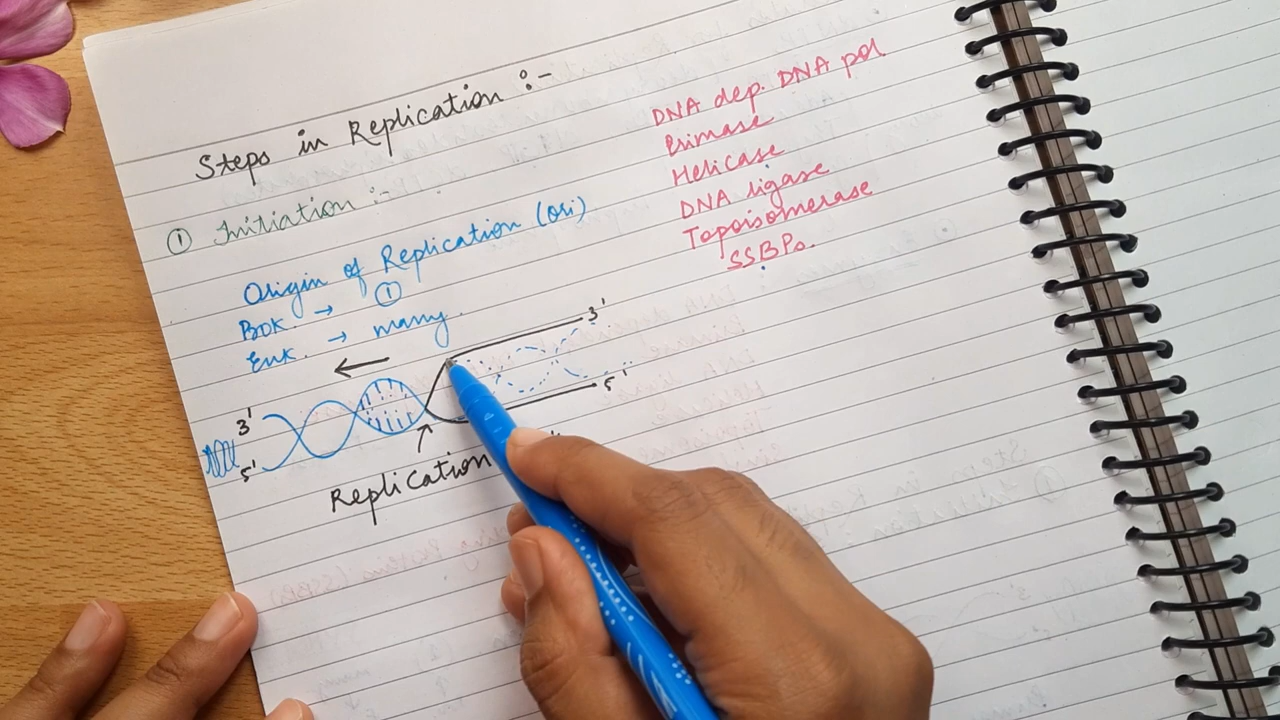 Steps in Replication :-
① Initiation :-
Origin of Replication (Ori)
Prok. → ①
Euk. → many
3'
5'
3'
5'
Replication
DNA dep. DNA pol
Primase
Helicase
DNA ligase
Topoisomerase
SSBPs.